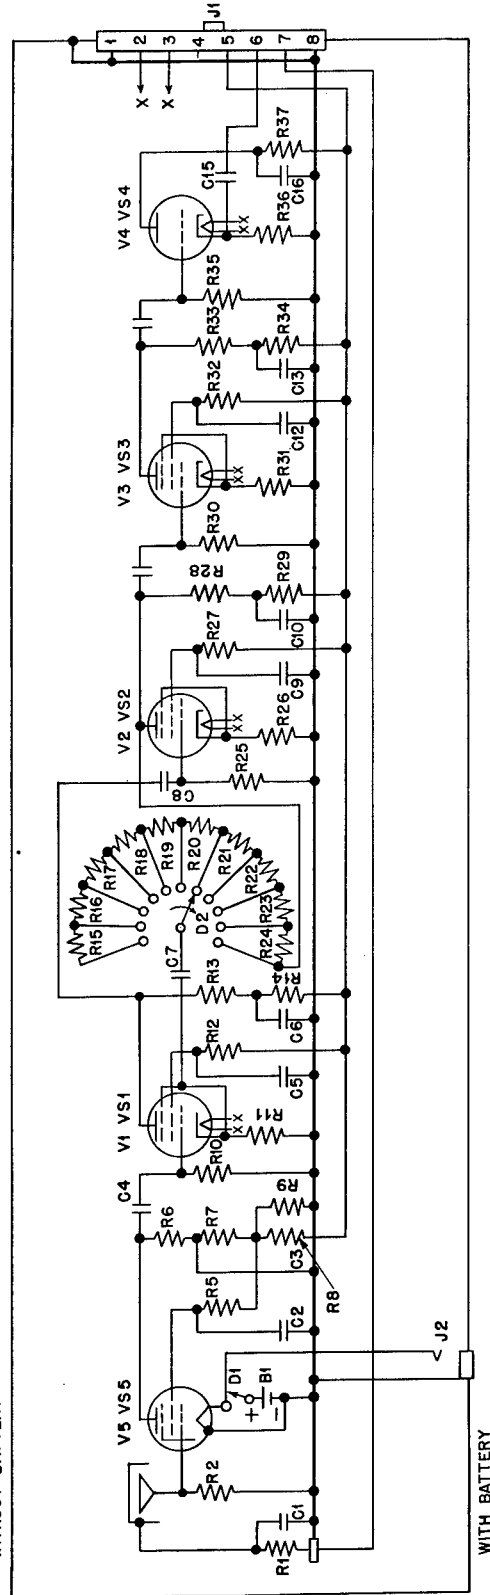 WITH BATTERY
J1
1
2
3
4
5
6
7
8
X
X
V4 VS4
C15
R37
C16
R36
XX
R35
R33
R34
C13
R32
C12
V3 VS3
XX
R31
R30
R28
R29
C10
R27
C9
V2 VS2
XX
R26
R25
C8
R15
R16
R17
R18
R19
R20
R21
R22
R23
R24
D2
C7
R13
R14
C6
R12
C5
V1 VS1
XX
R11
R10
C4
R6
R7
R9
C3
R8
R5
C2
V5 VS5
D1
+
B1
−
J2
R2
R1
C1